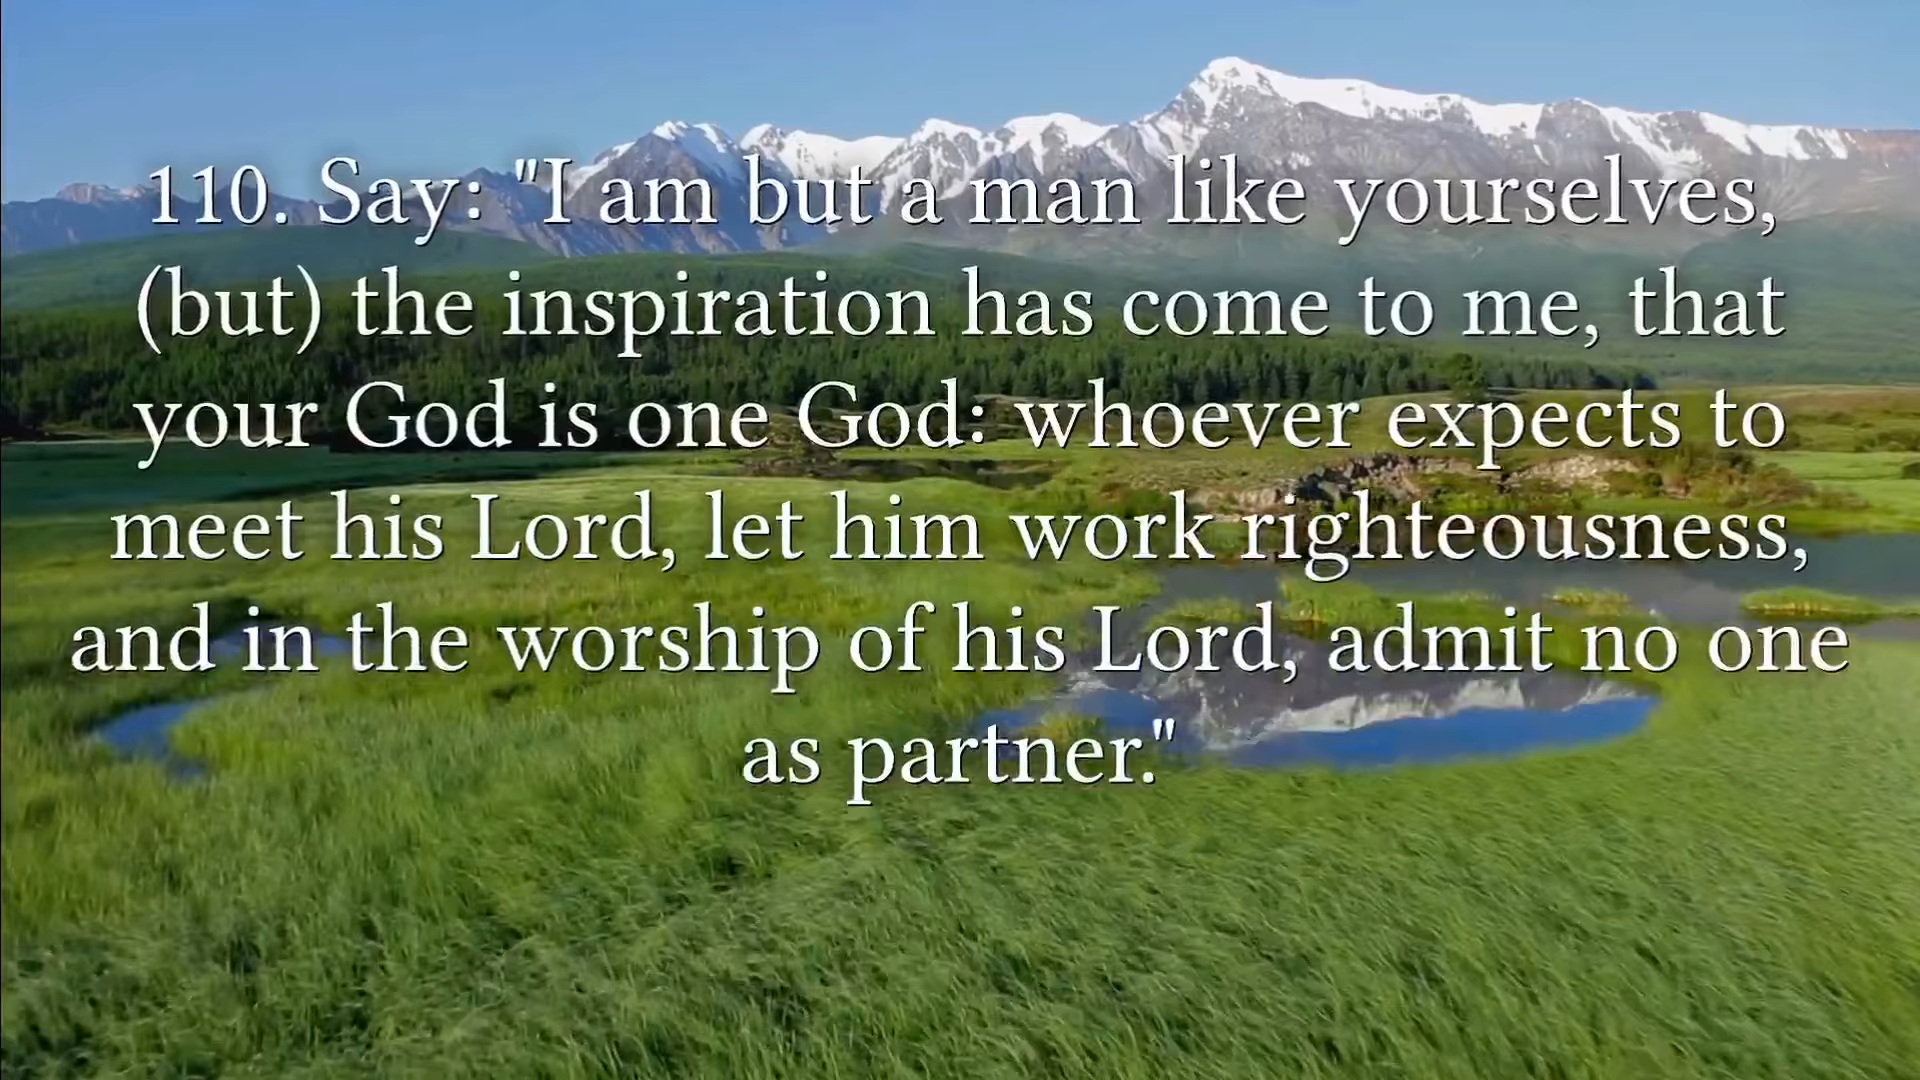 110. Say: "I am but a man like yourselves,
(but) the inspiration has come to me, that
your God is one God: whoever expects to
meet his Lord, let him work righteousness,
and in the worship of his Lord, admit no one
as partner."